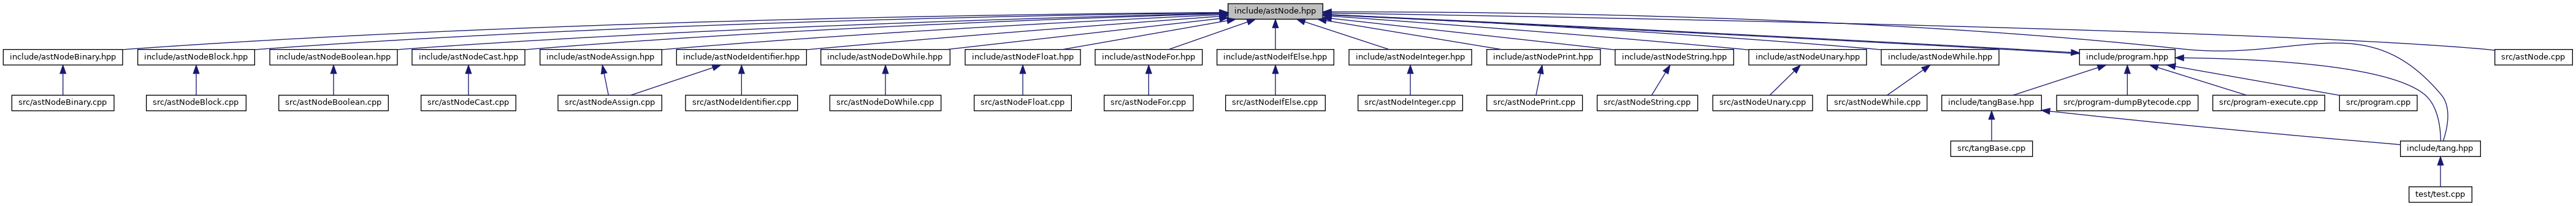 include/astNode.hpp
include/astNodeBinary.hpp
include/astNodeBlock.hpp
include/astNodeBoolean.hpp
include/astNodeCast.hpp
include/astNodeAssign.hpp
include/astNodeIdentifier.hpp
include/astNodeDoWhile.hpp
include/astNodeFloat.hpp
include/astNodeFor.hpp
include/astNodeIfElse.hpp
include/astNodeInteger.hpp
include/astNodePrint.hpp
include/astNodeString.hpp
include/astNodeUnary.hpp
include/astNodeWhile.hpp
include/program.hpp
src/astNode.cpp
src/astNodeBinary.cpp
src/astNodeBlock.cpp
src/astNodeBoolean.cpp
src/astNodeCast.cpp
src/astNodeAssign.cpp
src/astNodeIdentifier.cpp
src/astNodeDoWhile.cpp
src/astNodeFloat.cpp
src/astNodeFor.cpp
src/astNodeIfElse.cpp
src/astNodeInteger.cpp
src/astNodePrint.cpp
src/astNodeString.cpp
src/astNodeUnary.cpp
src/astNodeWhile.cpp
include/tangBase.hpp
src/program-dumpBytecode.cpp
src/program-execute.cpp
src/program.cpp
src/tangBase.cpp
include/tang.hpp
test/test.cpp